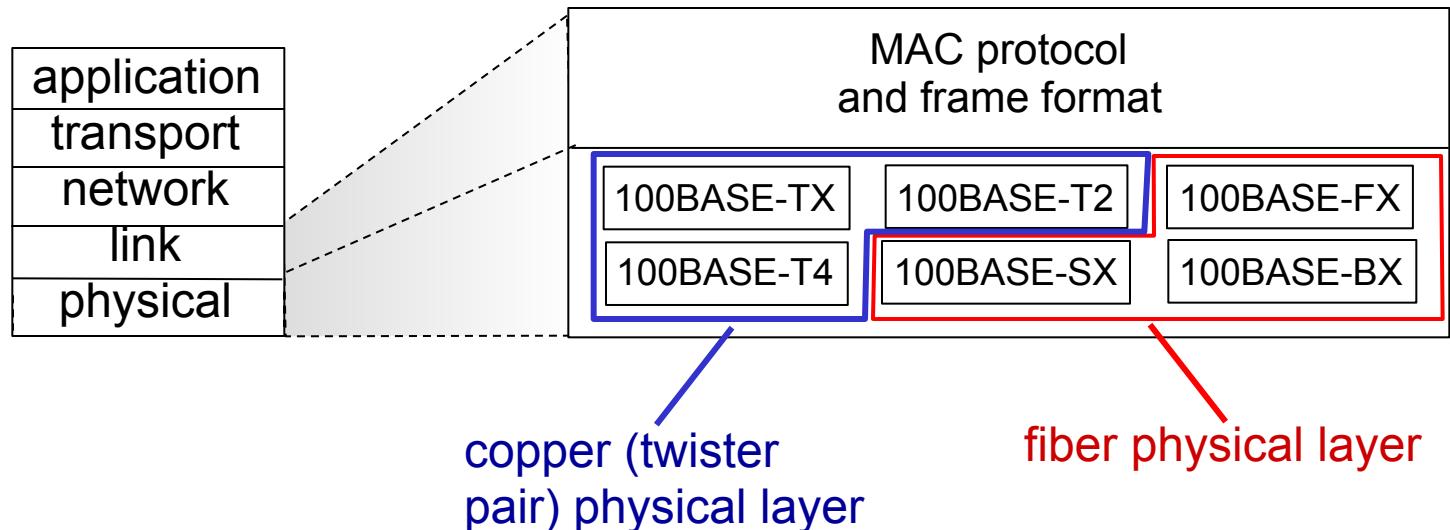 application
transport
network
link
physical
MAC protocol
and frame format
100BASE-TX
100BASE-T2
100BASE-FX
100BASE-T4
100BASE-SX
100BASE-BX
copper (twister
pair) physical layer
fiber physical layer